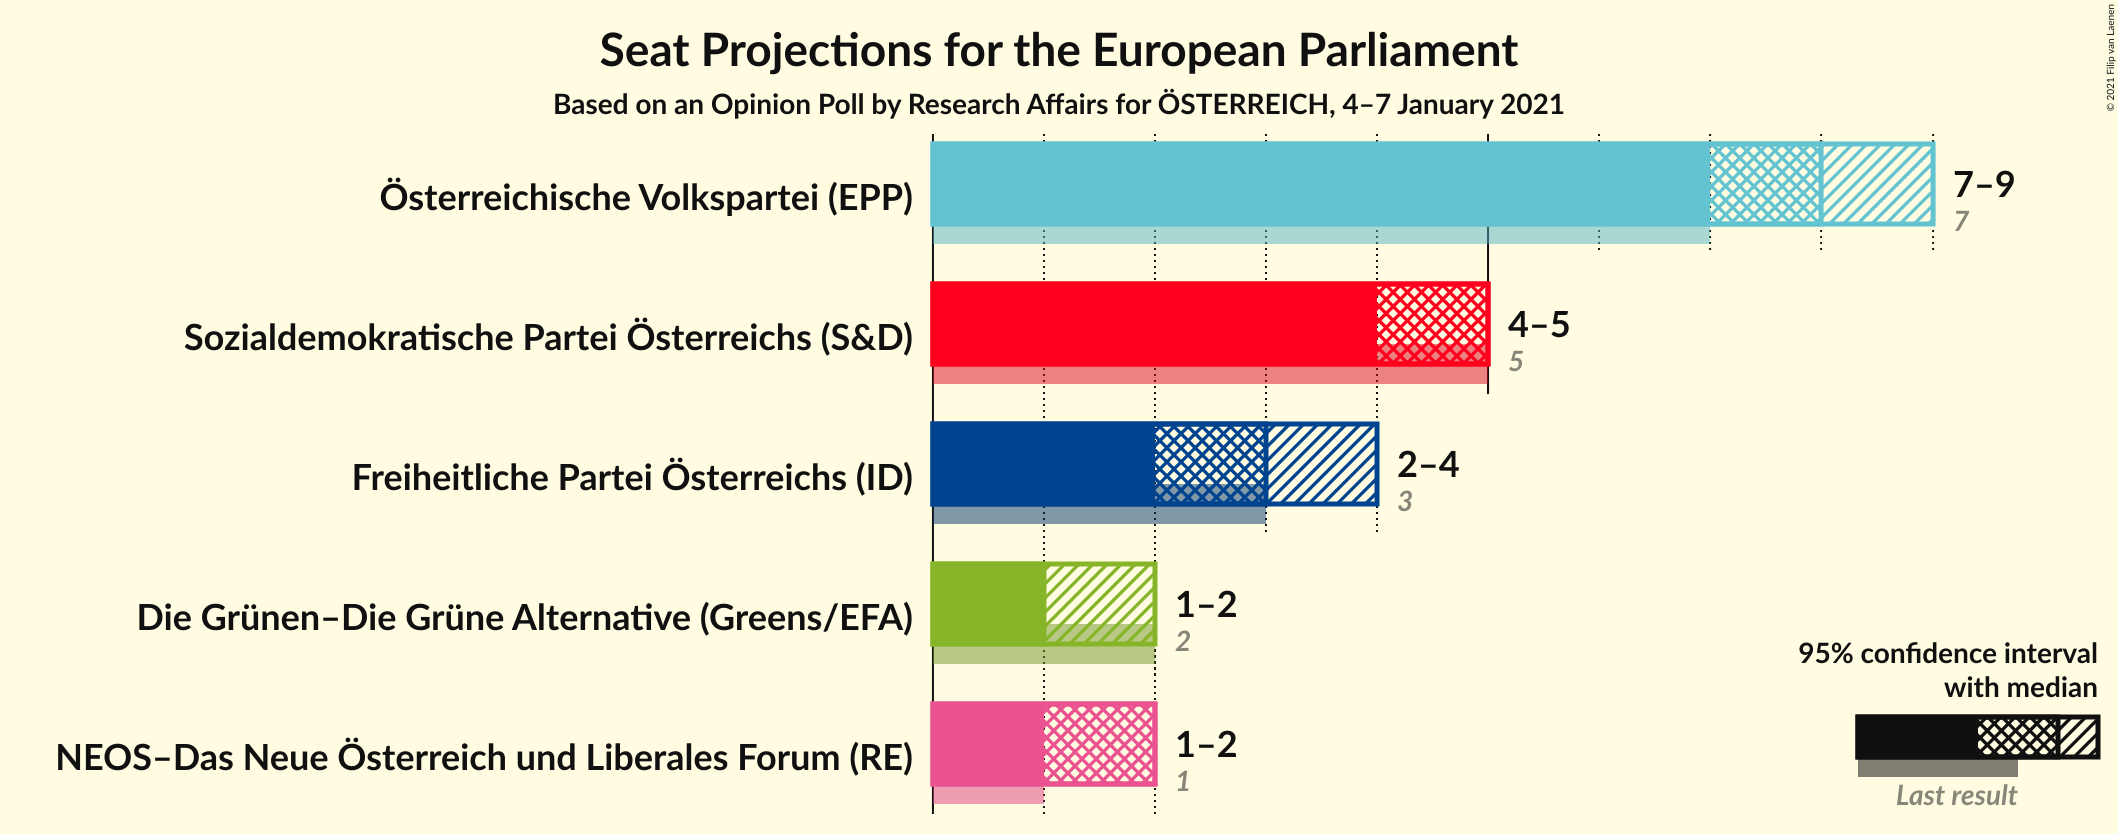 Seat Projections for the European Parliament
Based on an Opinion Poll by Research Affairs for ÖSTERREICH, 4–7 January 2021
© 2021 Filip van Laenen
Österreichische Volkspartei (EPP)
7–9
7
Sozialdemokratische Partei Österreichs (S&D)
4–5
5
Freiheitliche Partei Österreichs (ID)
2–4
3
Die Grünen–Die Grüne Alternative (Greens/EFA)
1–2
2
NEOS–Das Neue Österreich und Liberales Forum (RE)
1–2
1
95% confidence interval
with median
Last result